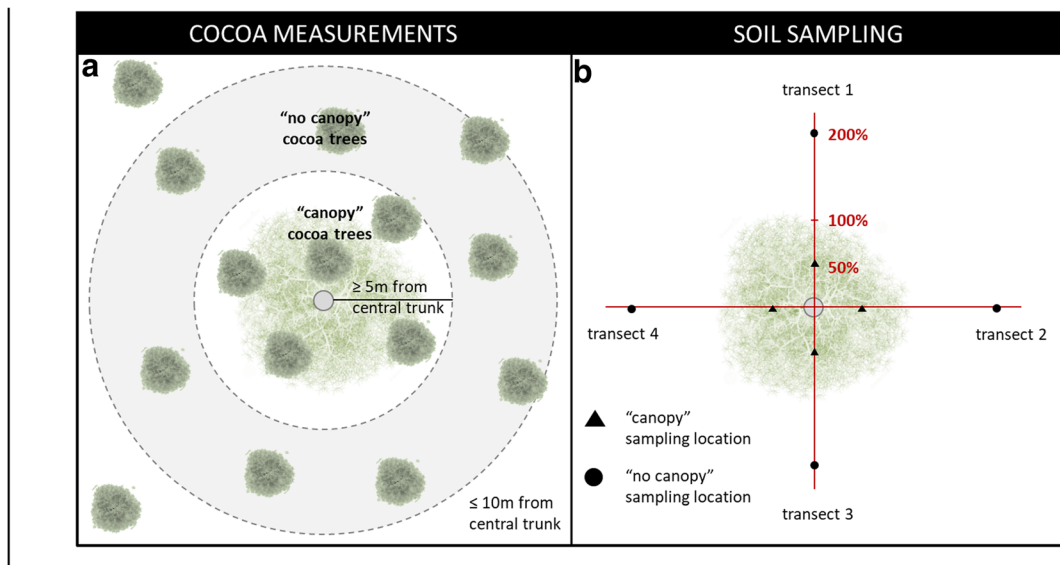 COCOA MEASUREMENTS
a
“no canopy”
cocoa trees
“canopy”
cocoa trees
≥ 5m from
central trunk
≤ 10m from
central trunk
SOIL SAMPLING
b
transect 1
200%
100%
50%
transect 4
transect 2
“canopy”
sampling location
“no canopy”
sampling location
transect 3